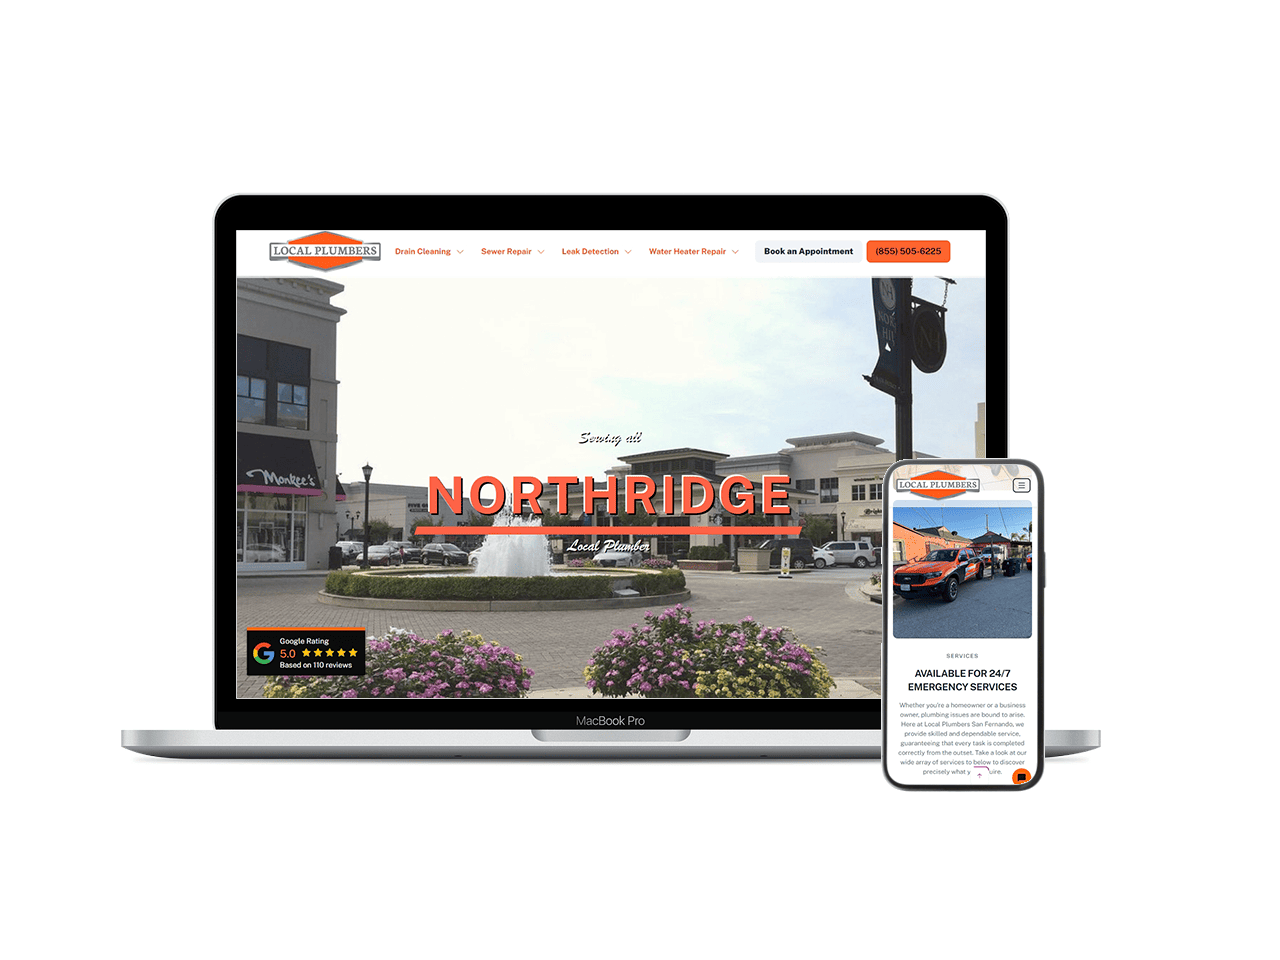 LOCAL PLUMBERS
Drain Cleaning
Sewer Repair
Leak Detection
Water Heater Repair
Book an Appointment
(855) 505-6225
Monkee's
Serving all
NORTHRIDGE
Local Plumber
Google Rating
5.0
Based on 110 reviews
MacBook Pro
LOCAL PLUMBERS
SERVICES
AVAILABLE FOR 24/7
EMERGENCY SERVICES
Whether you're a homeowner or a business
owner, plumbing issues are bound to arise.
Here at Local Plumbers San Fernando, we
provide skilled and dependable service,
guaranteeing that every task is completed
correctly from the outset. Take a look at our
wide array of services to below to discover
precisely what y uire.